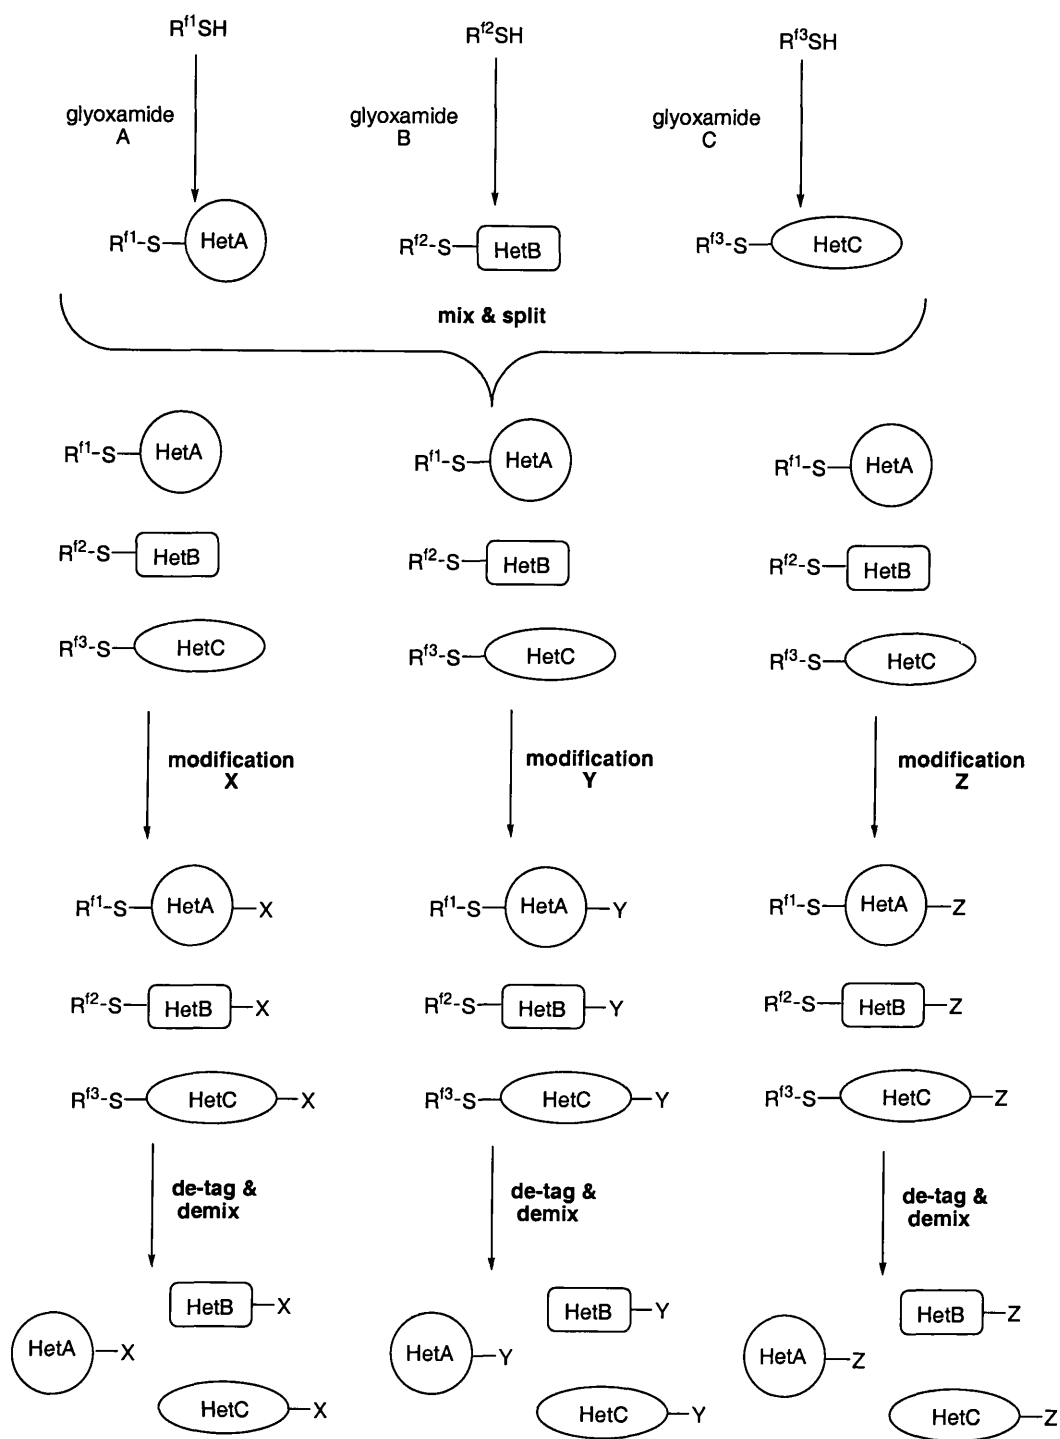 R^f1SH
R^f2SH
R^f3SH
glyoxamide
A
glyoxamide
B
glyoxamide
C
R^f1-S HetA
R^f2-S HetB
R^f3-S HetC
mix & split
R^f1-S HetA
R^f1-S HetA
R^f1-S HetA
R^f2-S HetB
R^f2-S HetB
R^f2-S HetB
R^f3-S HetC
R^f3-S HetC
R^f3-S HetC
modification
X
modification
Y
modification
Z
R^f1-S HetA X
R^f1-S HetA Y
R^f1-S HetA Z
R^f2-S HetB X
R^f2-S HetB Y
R^f2-S HetB Z
R^f3-S HetC X
R^f3-S HetC Y
R^f3-S HetC Z
de-tag &
demix
de-tag &
demix
de-tag &
demix
HetB X
HetB Y
HetB Z
HetA X
HetA Y
HetA Z
HetC X
HetC Y
HetC Z